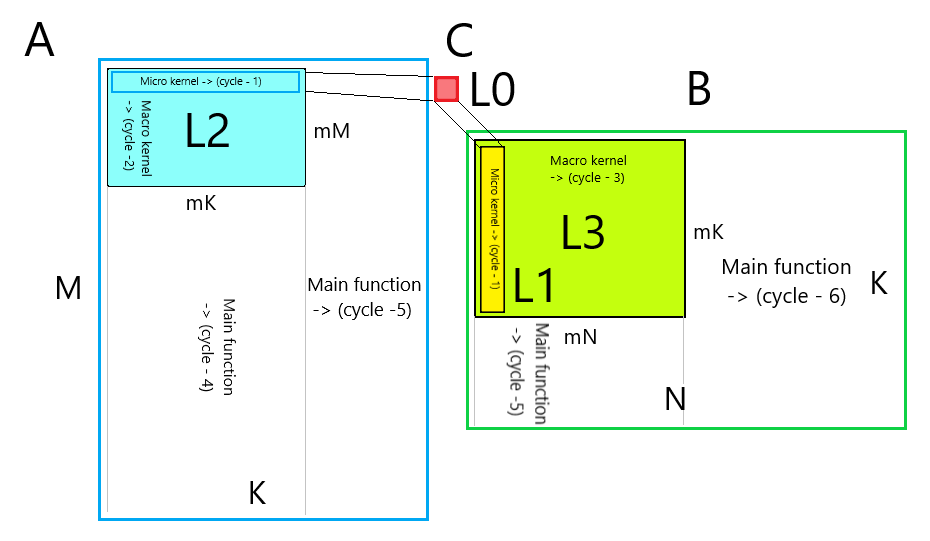 A
C
L0
B
Micro kernel -> (cycle - 1)
Macro kernel
-> (cycle -2)
L2
mM
mK
M
Main function
-> (cycle -5)
Main function
-> (cycle - 4)
K
Macro kernel
-> (cycle - 3)
Micro kernel -> (cycle - 1)
L3
L1
mK
mN
Main function
-> (cycle - 6)
K
Main function
-> (cycle -5)
N